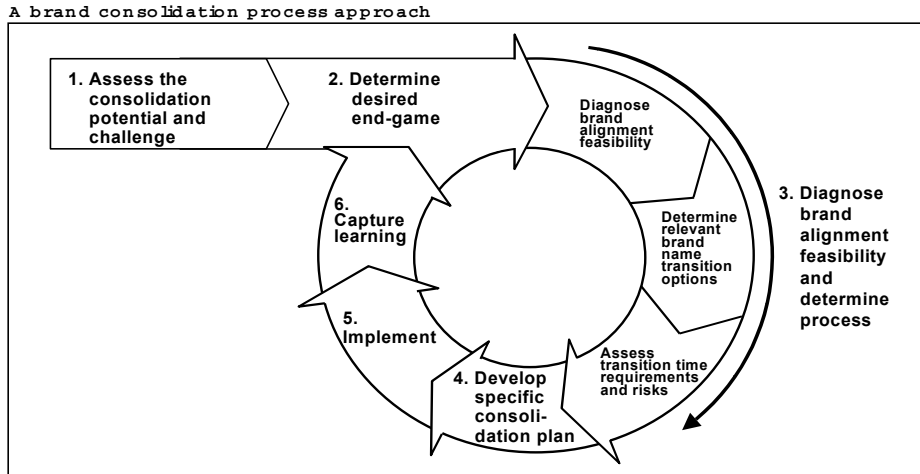 A brand consolidation process approach
1. Assess the
consolidation
potential and
challenge
2. Determine
desired
end-game
Diagnose
brand
alignment
feasibility
Determine
relevant
brand
name
transition
options
3. Diagnose
brand
alignment
feasibility
and
determine
process
Assess
transition time
requirements
and risks
4. Develop
specific
consoli-
dation plan
5.
Implement
6.
Capture
learning